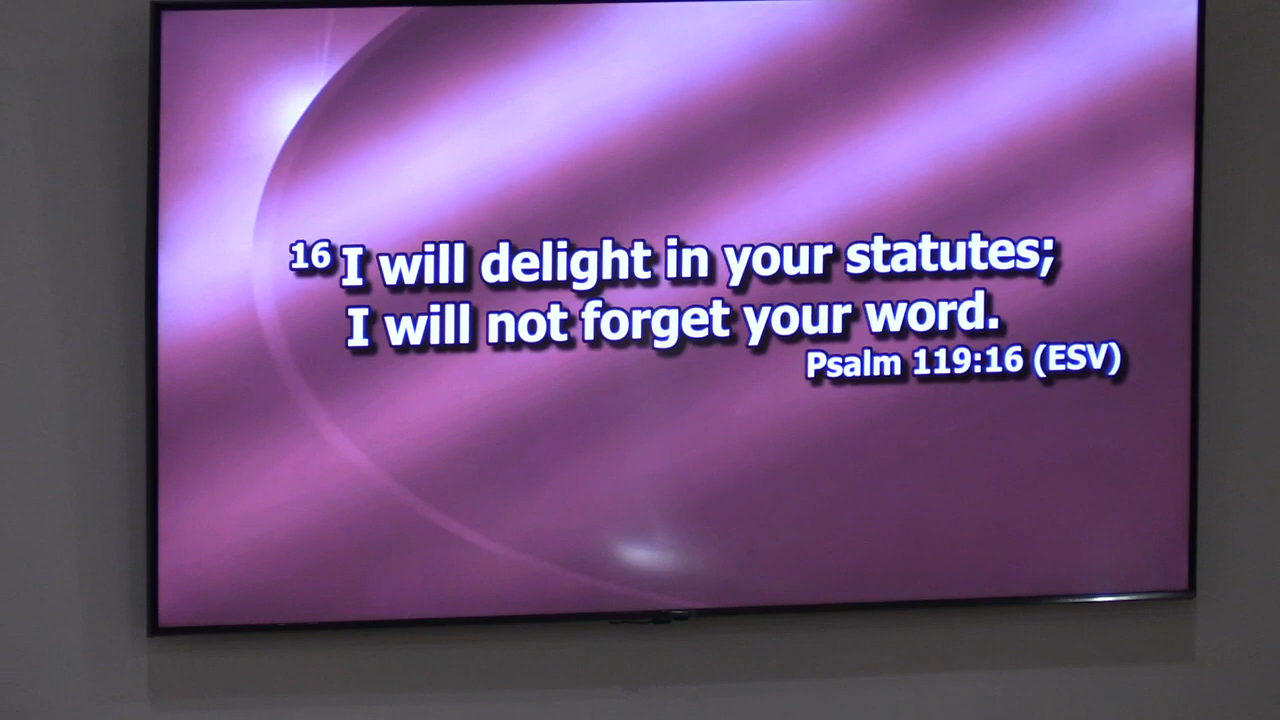 16 I will delight in your statutes;
I will not forget your word.
Psalm 119:16 (ESV)